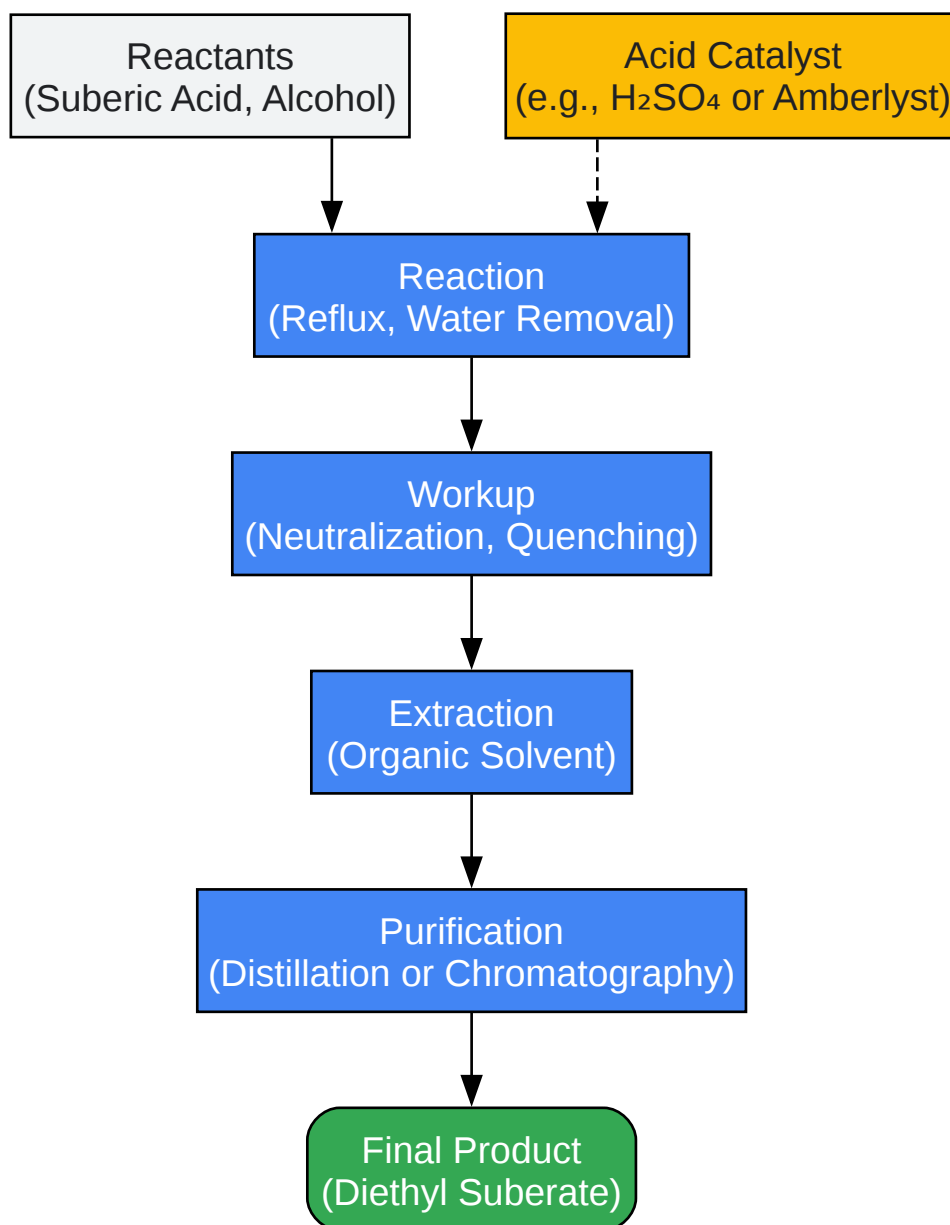 Reactants
(Suberic Acid, Alcohol)
Acid Catalyst
(e.g., H₂SO₄ or Amberlyst)
Reaction
(Reflux, Water Removal)
Workup
(Neutralization, Quenching)
Extraction
(Organic Solvent)
Purification
(Distillation or Chromatography)
Final Product
(Diethyl Suberate)